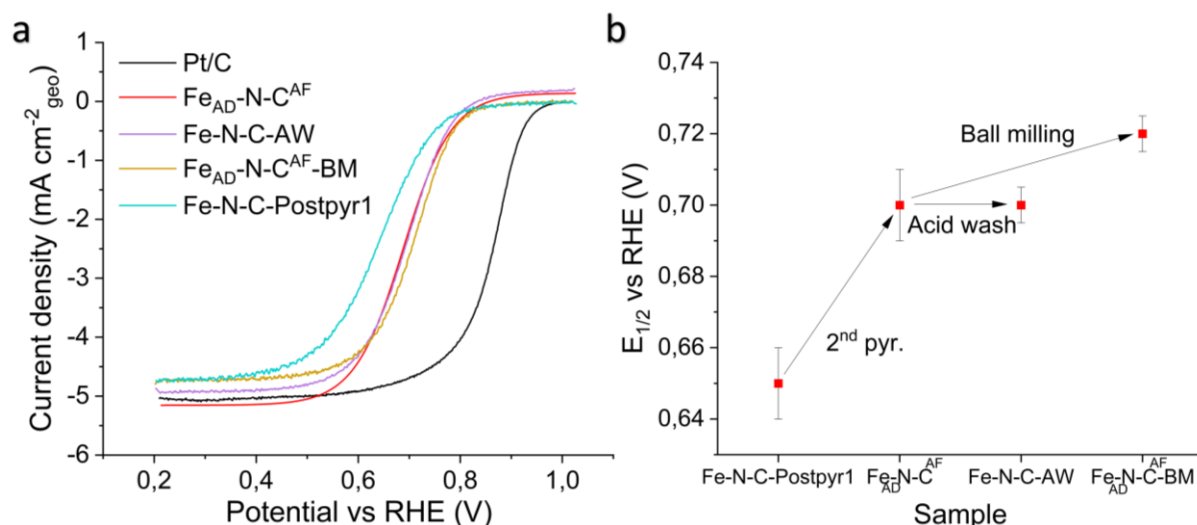 a
Current density (mA cm⁻²geo)
1
0
-1
-2
-3
-4
-5
-6
Pt/C
FeAD-N-CAF
Fe-N-C-AW
FeAD-N-CAF-BM
Fe-N-C-Postpyr1
0,2
0,4
0,6
0,8
1,0
Potential vs RHE (V)
b
E1/2 vs RHE (V)
0,74
0,72
0,70
0,68
0,66
0,64
Ball milling
Acid wash
2nd pyr.
Fe-N-C-Postpyr1
FeAD-N-CAF
Fe-N-C-AW
FeAD-N-CAF-BM
Sample